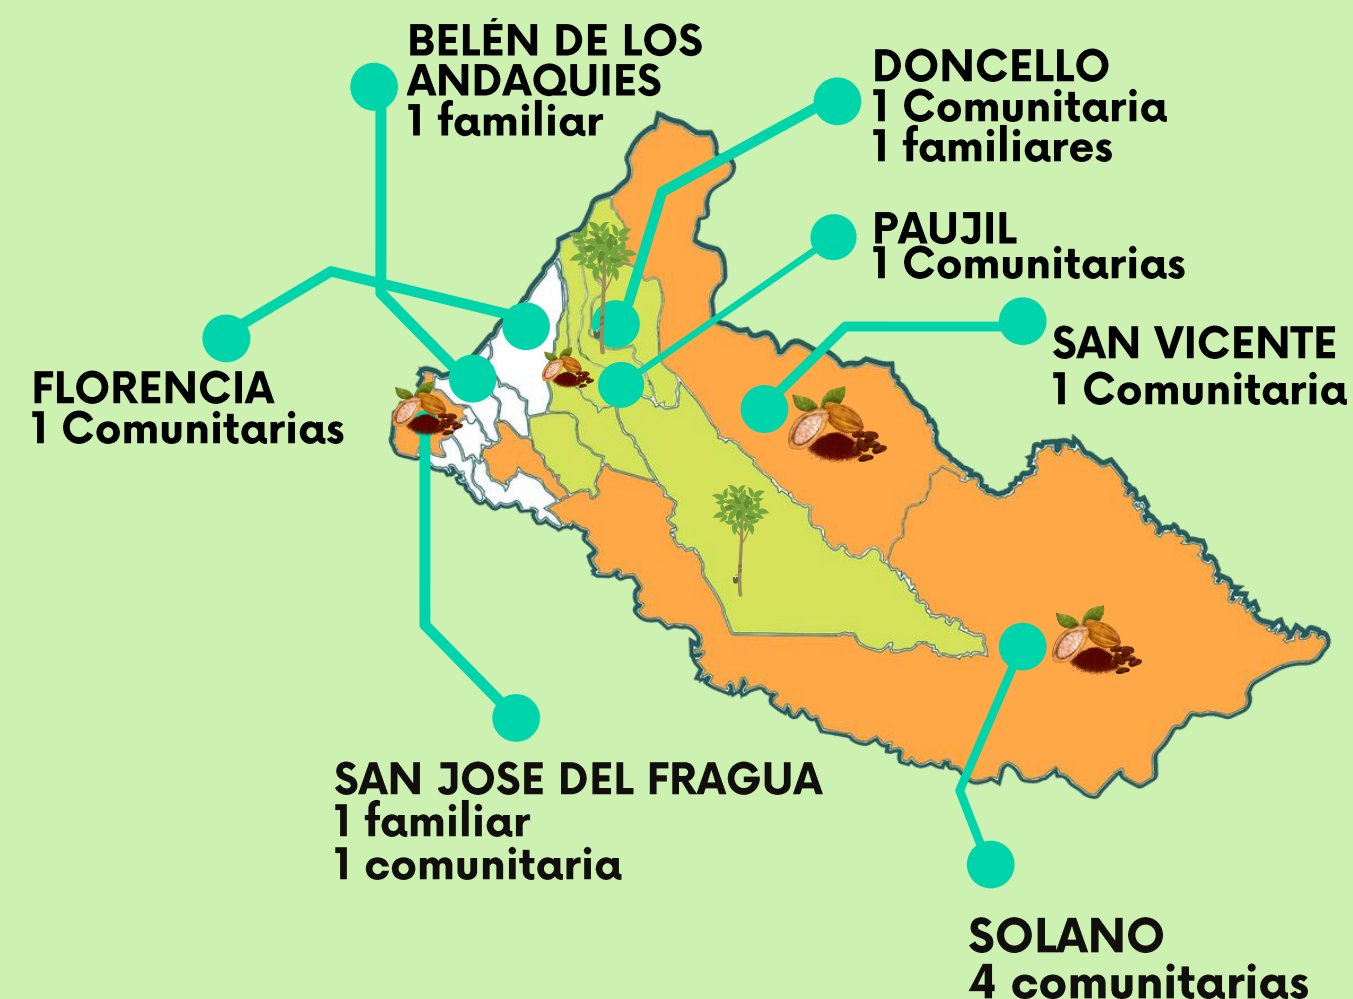 BELÉN DE LOS
ANDAQUIES
1 familiar
DONCELLO
1 Comunitaria
1 familiares
PAUJIL
1 Comunitarias
SAN VICENTE
1 Comunitaria
FLORENCIA
1 Comunitarias
SAN JOSE DEL FRAGUA
1 familiar
1 comunitaria
SOLANO
4 comunitarias